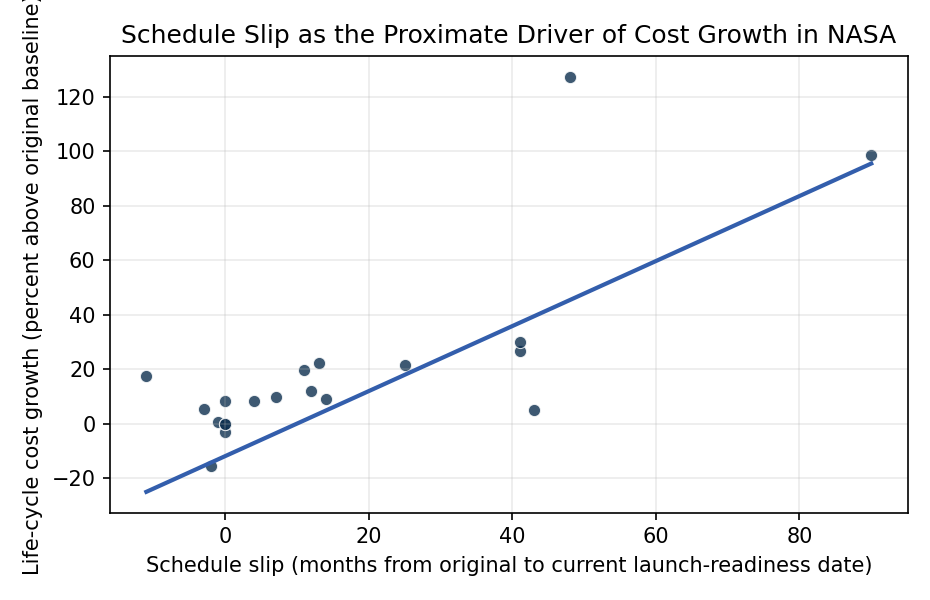 Schedule Slip as the Proximate Driver of Cost Growth in NASA
Life-cycle cost growth (percent above original baseline)
120
100
80
60
40
20
0
−20
0 20 40 60 80
Schedule slip (months from original to current launch-readiness date)